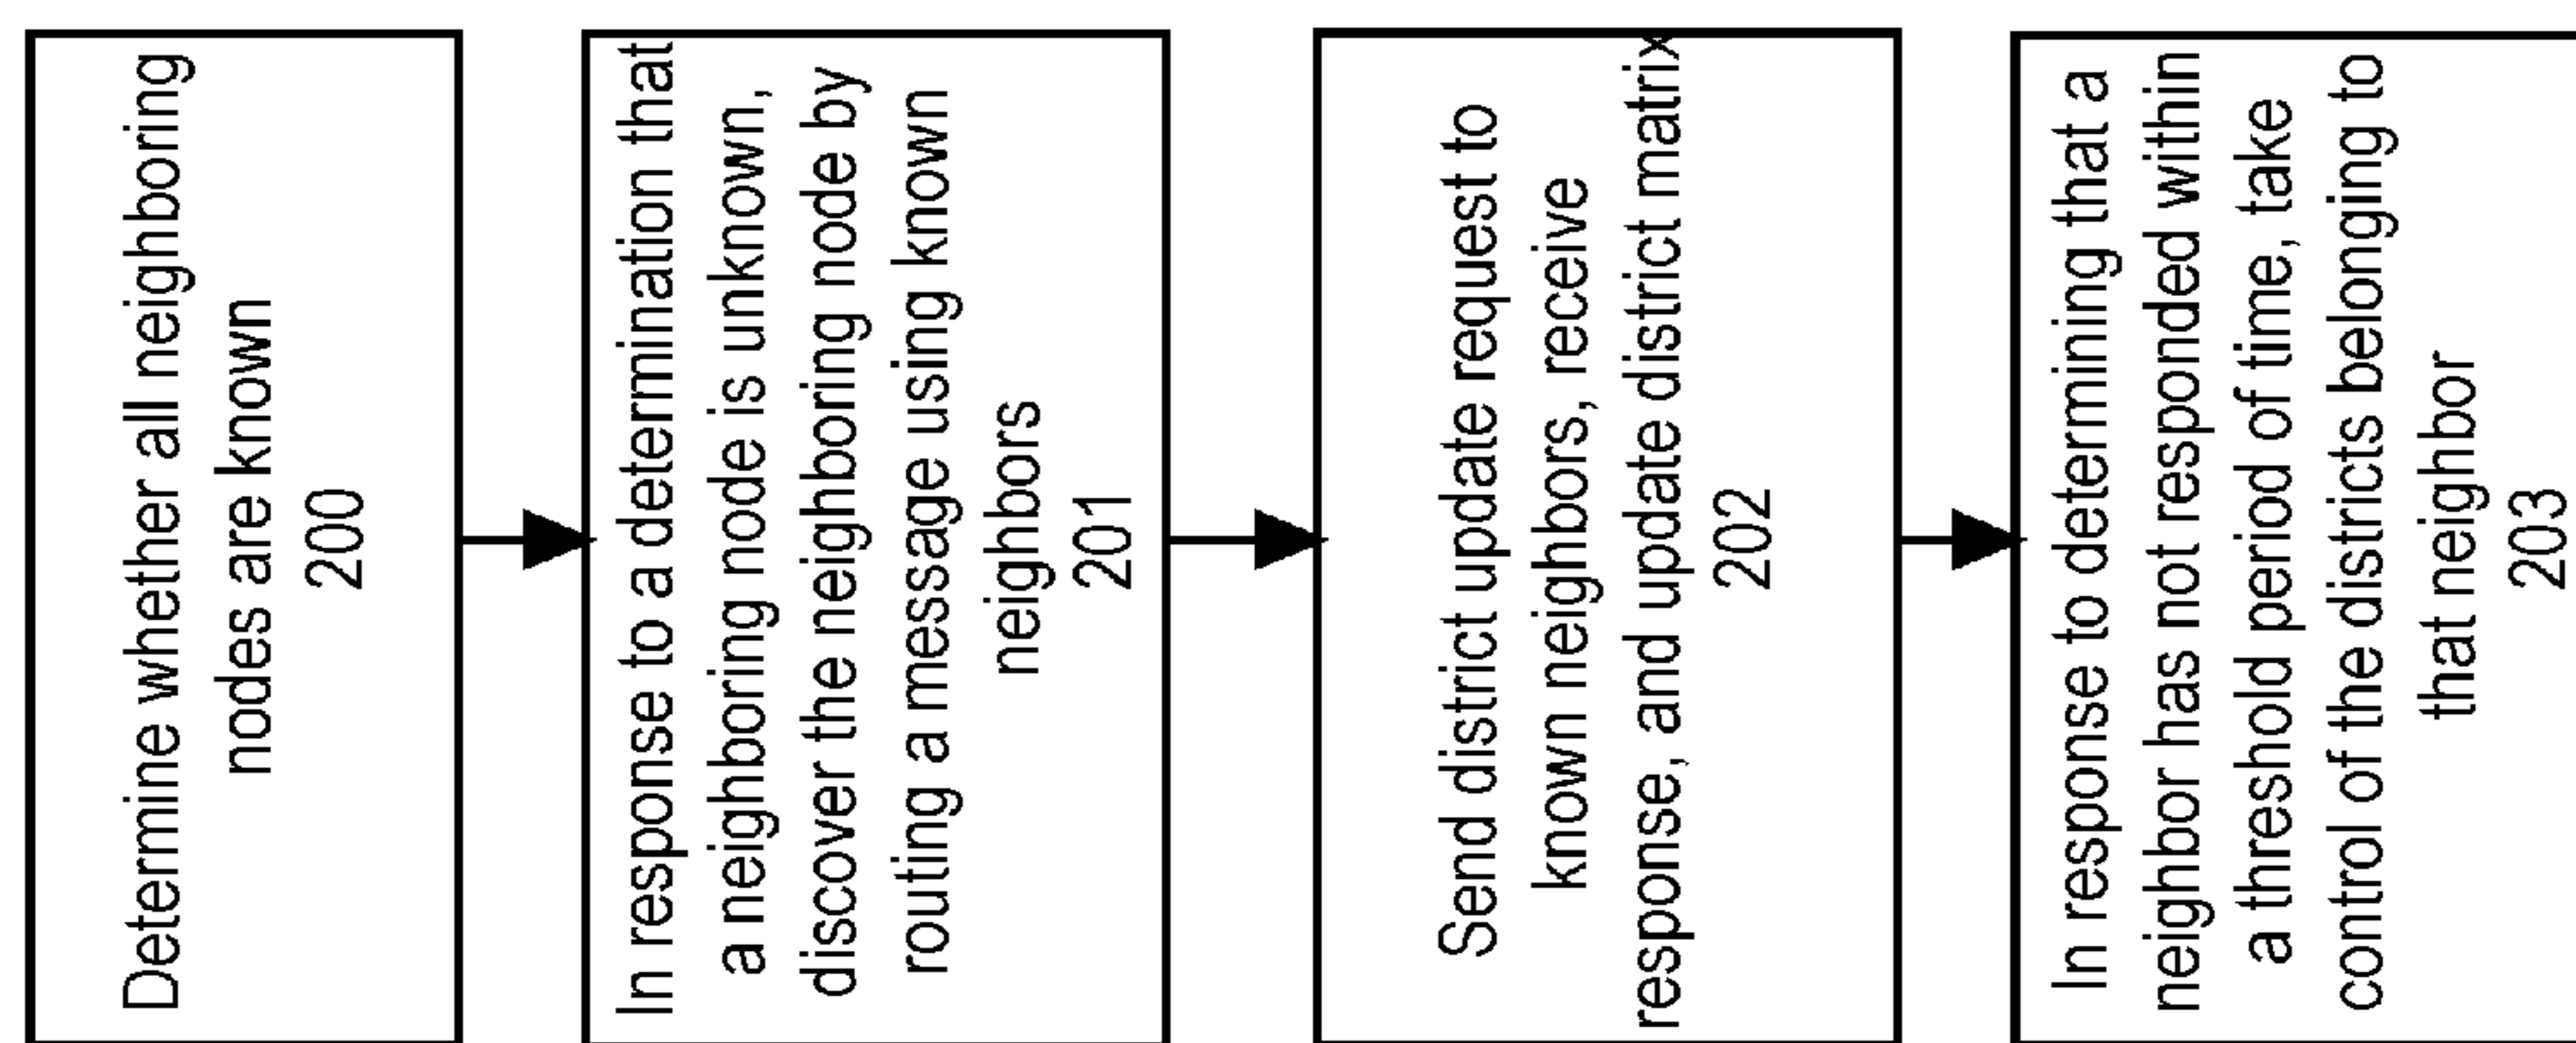 Determine whether all neighboring
nodes are known
200
In response to a determination that
a neighboring node is unknown,
discover the neighboring node by
routing a message using known
neighbors
201
Send district update request to
known neighbors, receive
response, and update district matrix
202
In response to determining that a
neighbor has not responded within
a threshold period of time, take
control of the districts belonging to
that neighbor
203